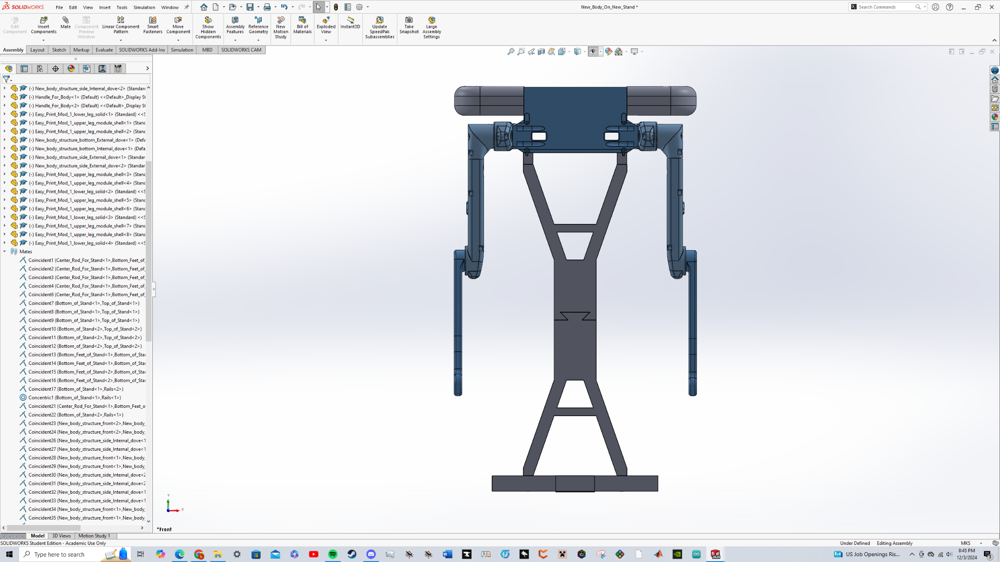 SOLIDWORKS File Edit View Insert Tools Simulation Window New_Body_On_New_Stand * Search Commands
Edit Component
Insert Components
Mate
Component Preview Window
Linear Component Pattern
Smart Fasteners
Move Component
Show Hidden Components
Assembly Features
Reference Geometry
New Motion Study
Bill of Materials
Exploded View
Instant3D
Update SpeedPak Subassemblies
Take Snapshot
Large Assembly Settings
Assembly Layout Sketch Markup Evaluate SOLIDWORKS Add-Ins Simulation MBD SOLIDWORKS CAM
(-) New_body_structure_side_Internal_dove<2> (Standarc
(-) Handle_For_Body<1> (Default) <<Default>_Display St
(-) Handle_For_Body<2> (Default) <<Default>_Display St
(-) Easy_Print_Mod_1_lower_leg_solid<1> (Standard) <<S
(-) Easy_Print_Mod_1_upper_leg_module_shell<1> (Stanc
(-) Easy_Print_Mod_1_upper_leg_module_shell<2> (Stanc
(-) New_body_structure_bottom_External_dove<1> (Defa
(-) New_body_structure_bottom_Internal_dove<1> (Defa
(-) New_body_structure_side_External_dove<1> (Standar
(-) New_body_structure_side_External_dove<2> (Standar
(-) Easy_Print_Mod_1_upper_leg_module_shell<3> (Stanc
(-) Easy_Print_Mod_1_upper_leg_module_shell<4> (Stanc
(-) Easy_Print_Mod_1_lower_leg_solid<2> (Standard) <<S
(-) Easy_Print_Mod_1_upper_leg_module_shell<5> (Stanc
(-) Easy_Print_Mod_1_upper_leg_module_shell<6> (Stanc
(-) Easy_Print_Mod_1_lower_leg_solid<3> (Standard) <<S
(-) Easy_Print_Mod_1_upper_leg_module_shell<7> (Stanc
(-) Easy_Print_Mod_1_upper_leg_module_shell<8> (Stanc
(-) Easy_Print_Mod_1_lower_leg_solid<4> (Standard) <<S
Mates
Coincident1 (Center_Rod_For_Stand<1>,Bottom_Feet_of_
Coincident2 (Center_Rod_For_Stand<1>,Bottom_Feet_of_
Coincident3 (Center_Rod_For_Stand<1>,Bottom_Feet_of_
Coincident4 (Center_Rod_For_Stand<1>,Bottom_Feet_of_
Coincident6 (Center_Rod_For_Stand<1>,Bottom_Feet_of_
Coincident7 (Bottom_of_Stand<1>,Top_of_Stand<1>)
Coincident8 (Bottom_of_Stand<1>,Top_of_Stand<1>)
Coincident9 (Bottom_of_Stand<1>,Top_of_Stand<1>)
Coincident10 (Bottom_of_Stand<2>,Top_of_Stand<2>)
Coincident11 (Bottom_of_Stand<2>,Top_of_Stand<2>)
Coincident12 (Bottom_of_Stand<2>,Top_of_Stand<2>)
Coincident13 (Bottom_Feet_of_Stand<1>,Bottom_of_Star
Coincident14 (Bottom_Feet_of_Stand<1>,Bottom_of_Star
Coincident15 (Bottom_Feet_of_Stand<2>,Bottom_of_Star
Coincident16 (Bottom_Feet_of_Stand<2>,Bottom_of_Star
Coincident17 (Bottom_of_Stand<1>,Rails<2>)
Concentric1 (Bottom_of_Stand<1>,Rails<1>)
Coincident21 (Center_Rod_For_Stand<1>,Bottom_Feet_o
Coincident22 (Bottom_of_Stand<2>,Rails<1>)
Coincident23 (New_body_structure_front<2>,New_body_
Coincident24 (New_body_structure_front<2>,New_body_
Coincident26 (New_body_structure_side_Internal_dove<1
Coincident27 (New_body_structure_side_Internal_dove<1
Coincident28 (New_body_structure_front<1>,New_body_
Coincident29 (New_body_structure_front<1>,New_body_
Coincident30 (New_body_structure_side_Internal_dove<2
Coincident31 (New_body_structure_side_Internal_dove<2
Coincident32 (New_body_structure_side_Internal_dove<1
Coincident33 (New_body_structure_side_Internal_dove<1
Coincident34 (New_body_structure_front<1>,New_body_
Coincident35 (New_body_structure_front<1>,New_body_
Y
X
*Front
Model 3D Views Motion Study 1
SOLIDWORKS Student Edition - Academic Use Only Under Defined Editing Assembly MKS
Type here to search US Job Openings Ris... 8:45 PM
12/3/2024